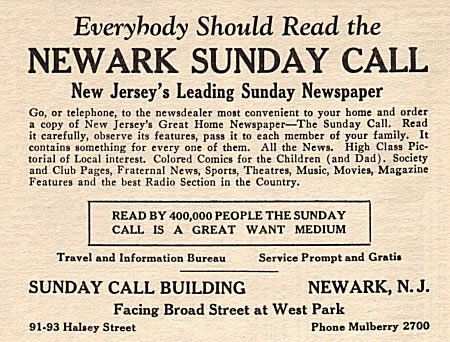 Everybody Should Read the
NEWARK SUNDAY CALL
New Jersey's Leading Sunday Newspaper
Go, or telephone, to the newsdealer most convenient to your home and order
a copy of New Jersey's Great Home Newspaper—The Sunday Call. Read
it carefully, observe its features, pass it to each member of your family. It
contains something for every one of them. All the News. High Class Pic-
torial of Local interest. Colored Comics for the Children (and Dad). Society
and Club Pages, Fraternal News, Sports, Theatres, Music, Movies, Magazine
Features and the best Radio Section in the Country.
READ BY 400,000 PEOPLE THE SUNDAY
CALL IS A GREAT WANT MEDIUM
Travel and Information Bureau Service Prompt and Gratis
SUNDAY CALL BUILDING NEWARK, N. J.
Facing Broad Street at West Park
91-93 Halsey Street Phone Mulberry 2700